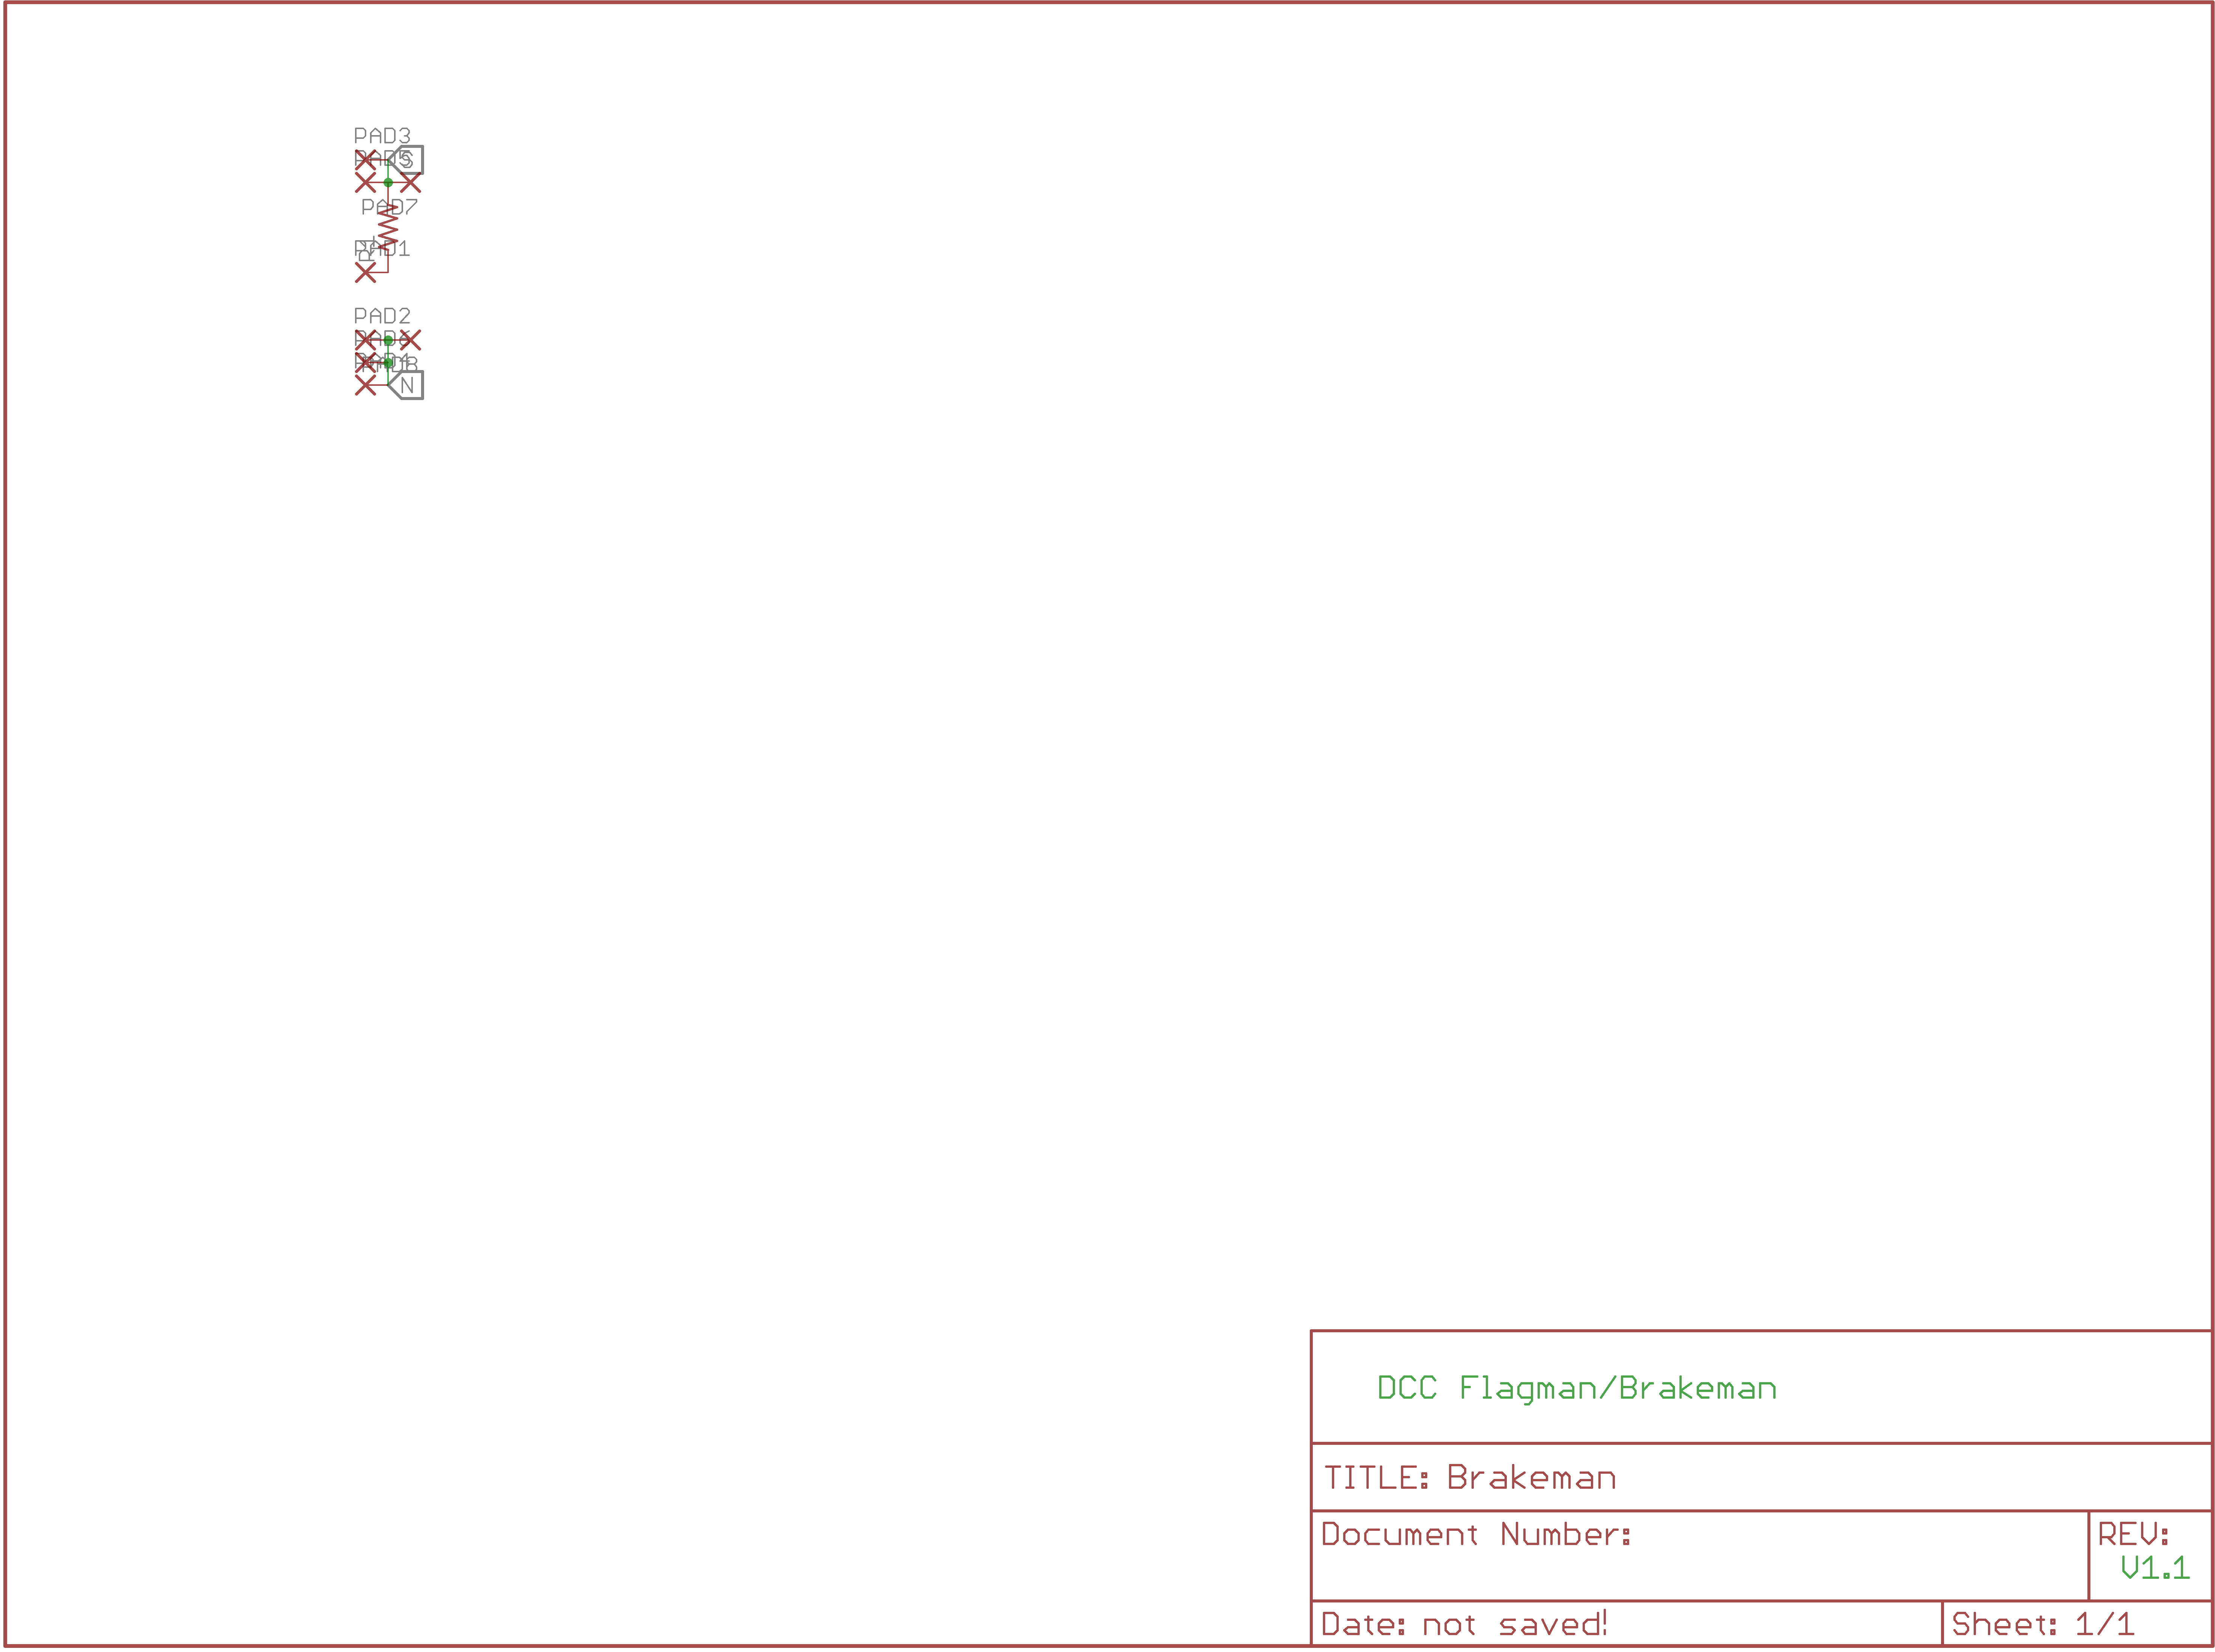 PAD3
PAD5
S
PAD7
PAD1
R1
PAD2
PAD6
PAD4
PAD8
N
DCC Flagman/Brakeman
TITLE: Brakeman
Document Number:
REV:
V1.1
Date: not saved!
Sheet: 1/1